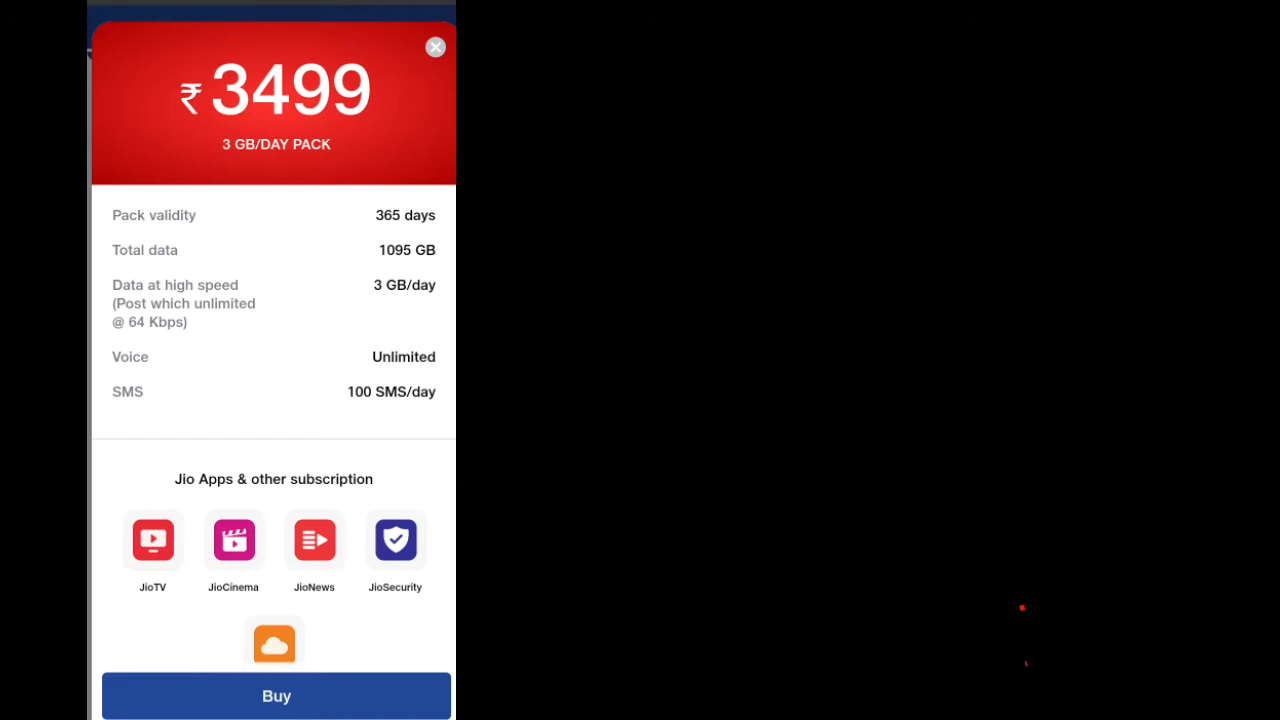 ₹ 3499
3 GB/DAY PACK
Pack validity 365 days
Total data 1095 GB
Data at high speed 3 GB/day
(Post which unlimited
@ 64 Kbps)
Voice Unlimited
SMS 100 SMS/day
Jio Apps & other subscription
JioTV JioCinema JioNews JioSecurity
Buy